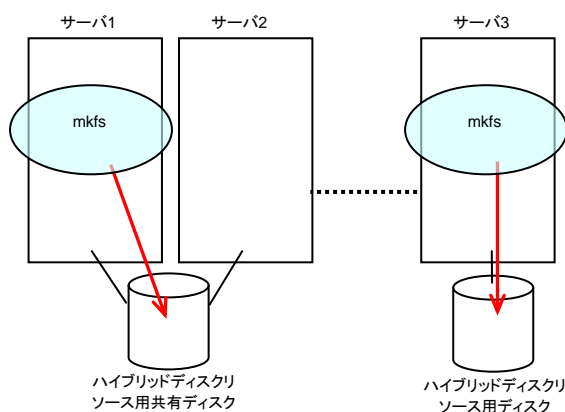 サーバ1
サーバ2
サーバ3
mkfs
mkfs
ハイブリッドディスクリ
ソース用共有ディスク
ハイブリッドディスクリ
ソース用ディスク